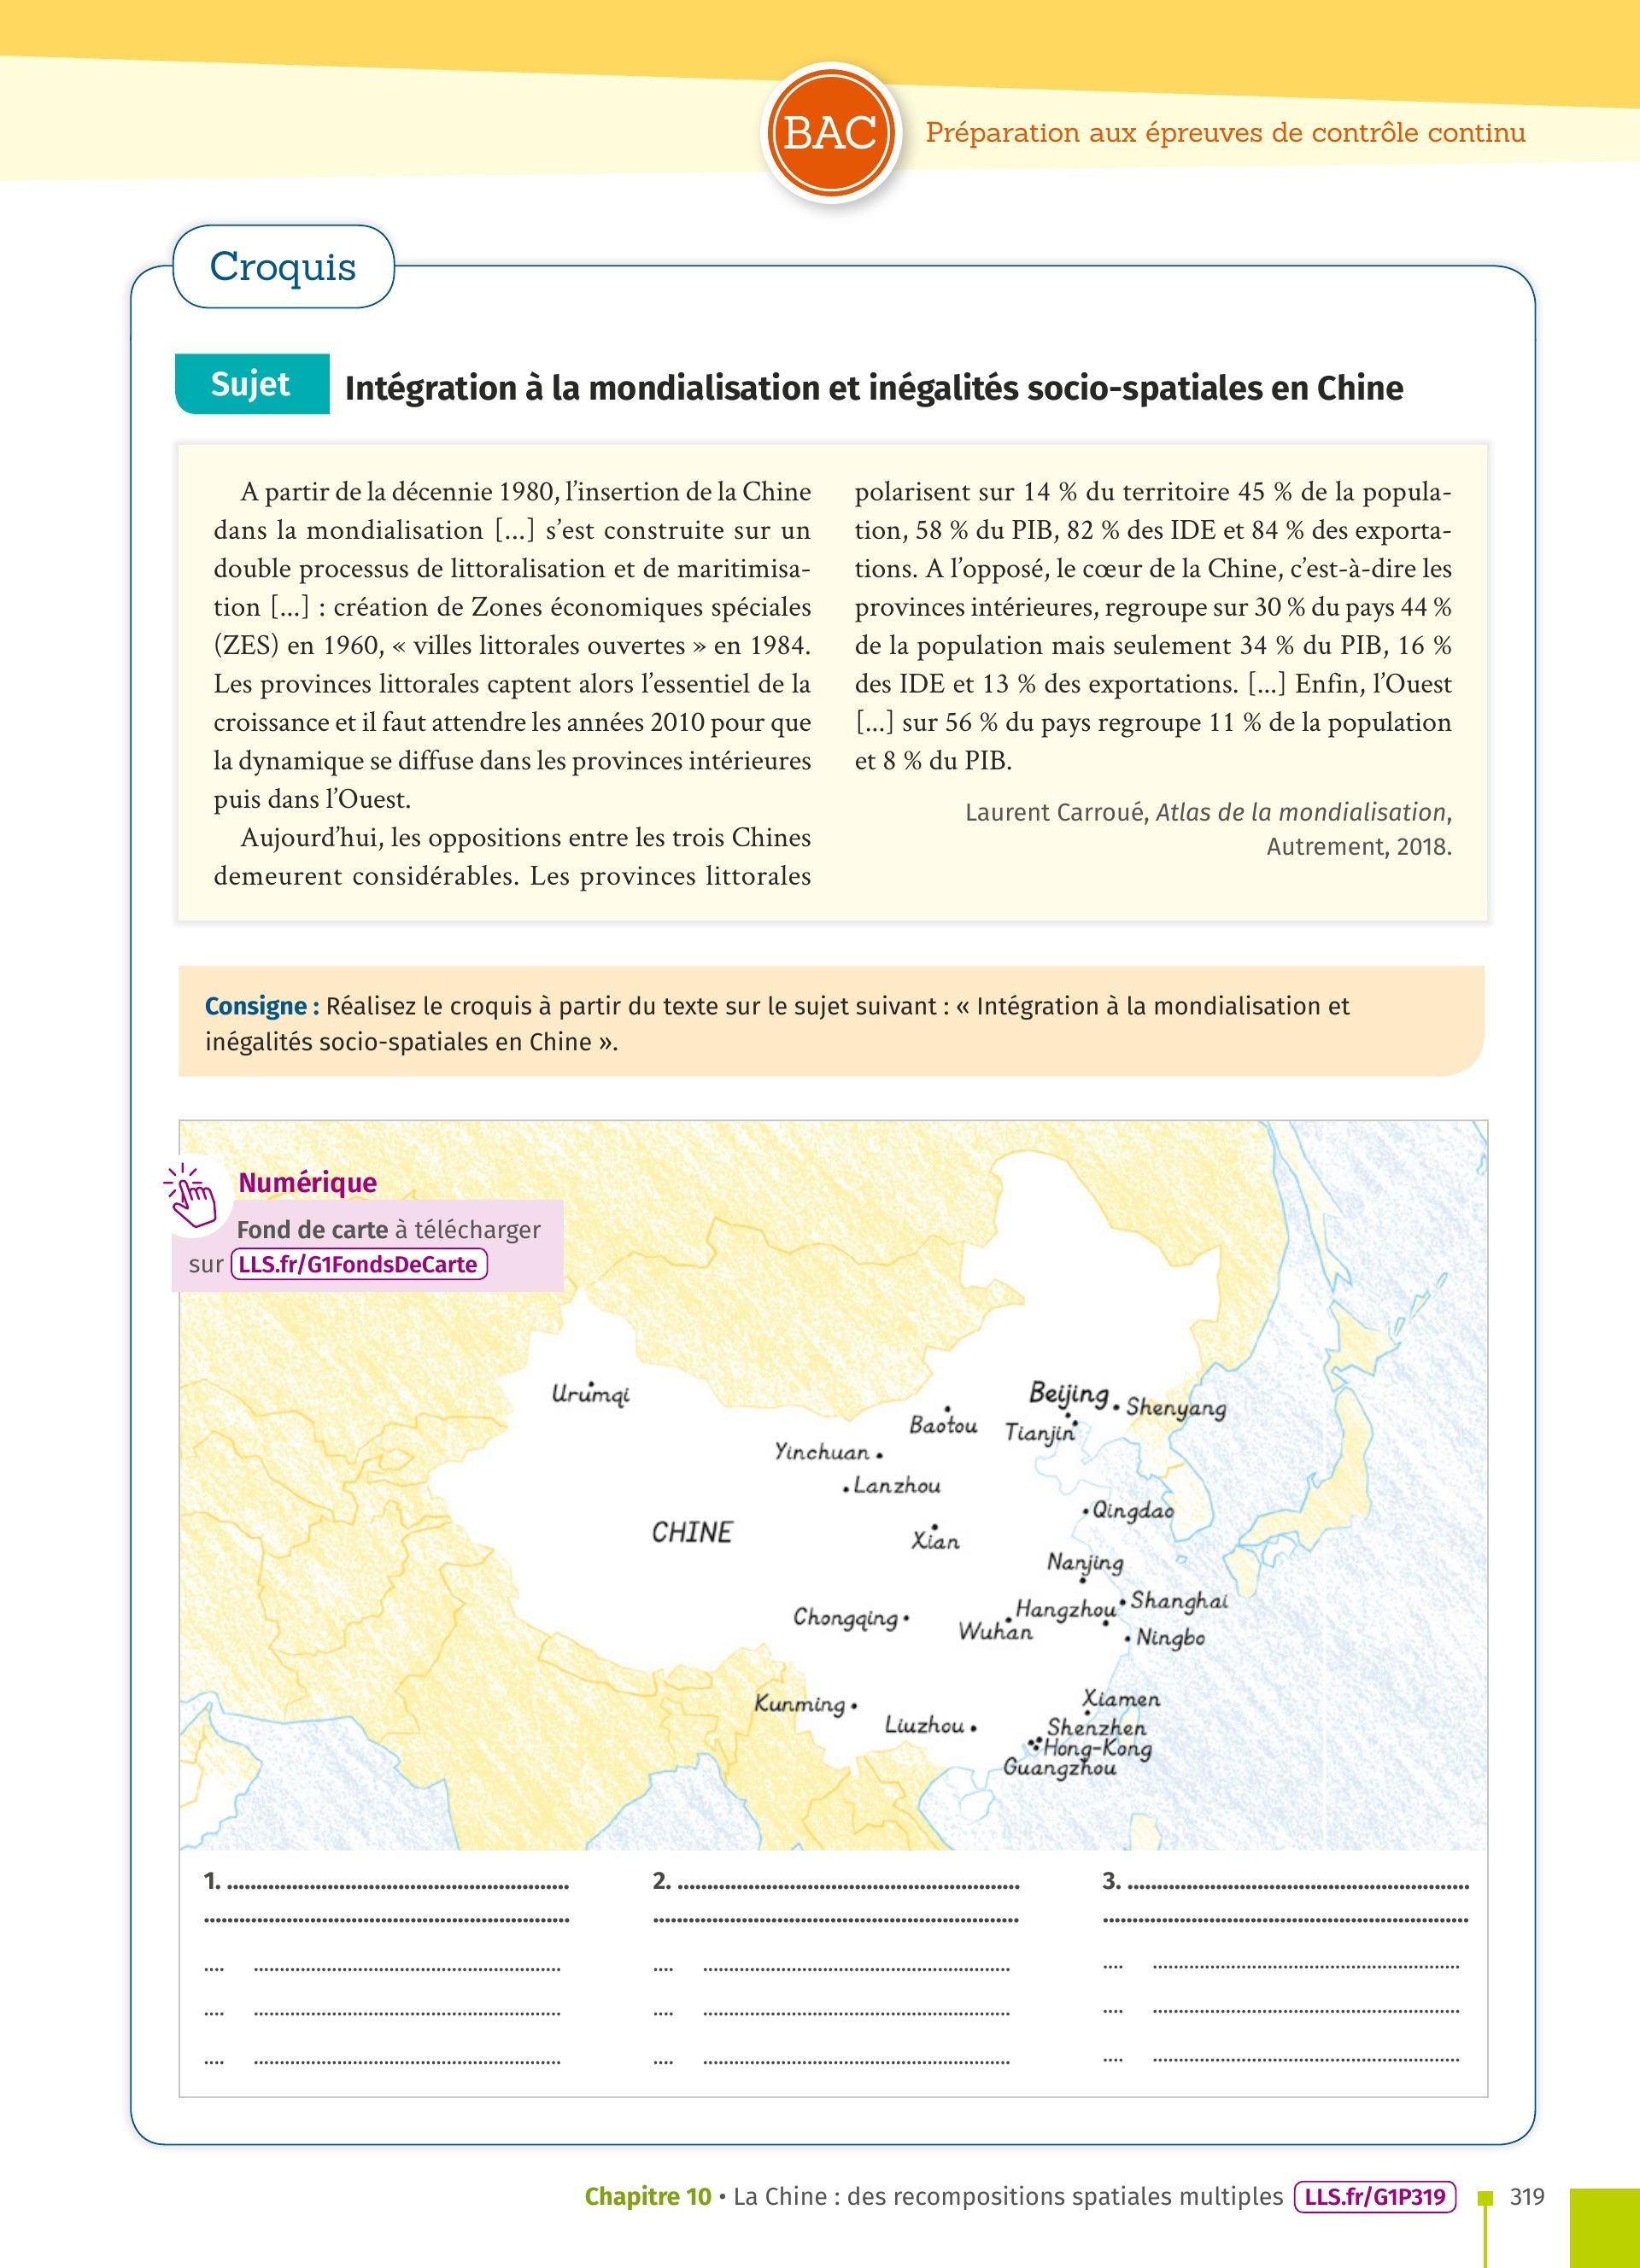 BAC
Préparation aux épreuves de contrôle continu
Croquis
Sujet
Intégration à la mondialisation et inégalités socio-spatiales en Chine
A partir de la décennie 1980, l’insertion de la Chine
dans la mondialisation [...] s’est construite sur un
double processus de littoralisation et de maritimisa-
tion [...] : création de Zones économiques spéciales
(ZES) en 1960, « villes littorales ouvertes » en 1984.
Les provinces littorales captent alors l’essentiel de la
croissance et il faut attendre les années 2010 pour que
la dynamique se diffuse dans les provinces intérieures
puis dans l’Ouest.
Aujourd’hui, les oppositions entre les trois Chines
demeurent considérables. Les provinces littorales
polarisent sur 14 % du territoire 45 % de la popula-
tion, 58 % du PIB, 82 % des IDE et 84 % des exporta-
tions. A l’opposé, le cœur de la Chine, c’est-à-dire les
provinces intérieures, regroupe sur 30 % du pays 44 %
de la population mais seulement 34 % du PIB, 16 %
des IDE et 13 % des exportations. [...] Enfin, l’Ouest
[...] sur 56 % du pays regroupe 11 % de la population
et 8 % du PIB.
Laurent Carroué, Atlas de la mondialisation,
Autrement, 2018.
Consigne : Réalisez le croquis à partir du texte sur le sujet suivant : « Intégration à la mondialisation et
inégalités socio-spatiales en Chine ».
Numérique
Fond de carte à télécharger
sur LLS.fr/G1FondsDeCarte
Urumqi
Beijing
Shenyang
Baotou
Tianjin
Yinchuan
Lanzhou
Qingdao
CHINE
Xian
Nanjing
Shanghai
Hangzhou
Chongqing
Wuhan
Ningbo
Xiamen
Kunming
Liuzhou
Shenzhen
Hong-Kong
Guangzhou
1.
2.
3.
Chapitre 10 • La Chine : des recompositions spatiales multiples LLS.fr/G1P319
319